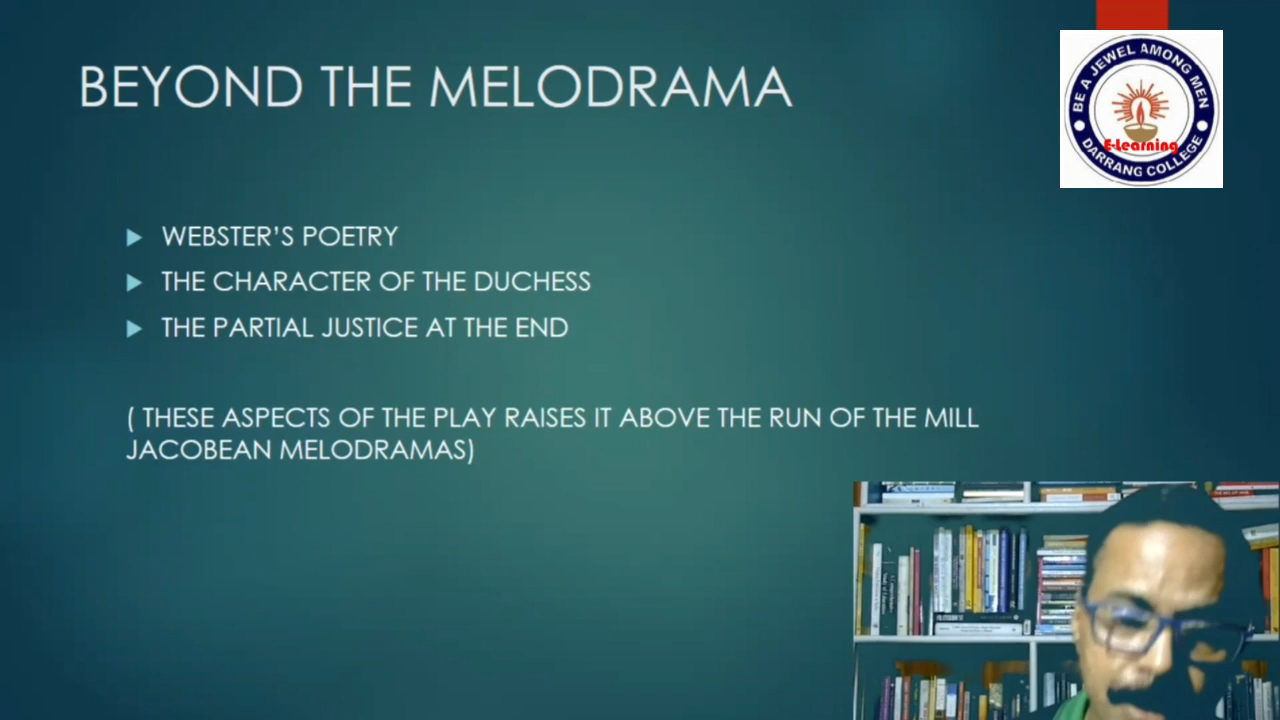 BEYOND THE MELODRAMA
BE A JEWEL AMONG MEN
E-Learning
DARRANG COLLEGE
WEBSTER'S POETRY
THE CHARACTER OF THE DUCHESS
THE PARTIAL JUSTICE AT THE END
( THESE ASPECTS OF THE PLAY RAISES IT ABOVE THE RUN OF THE MILL
JACOBEAN MELODRAMAS)